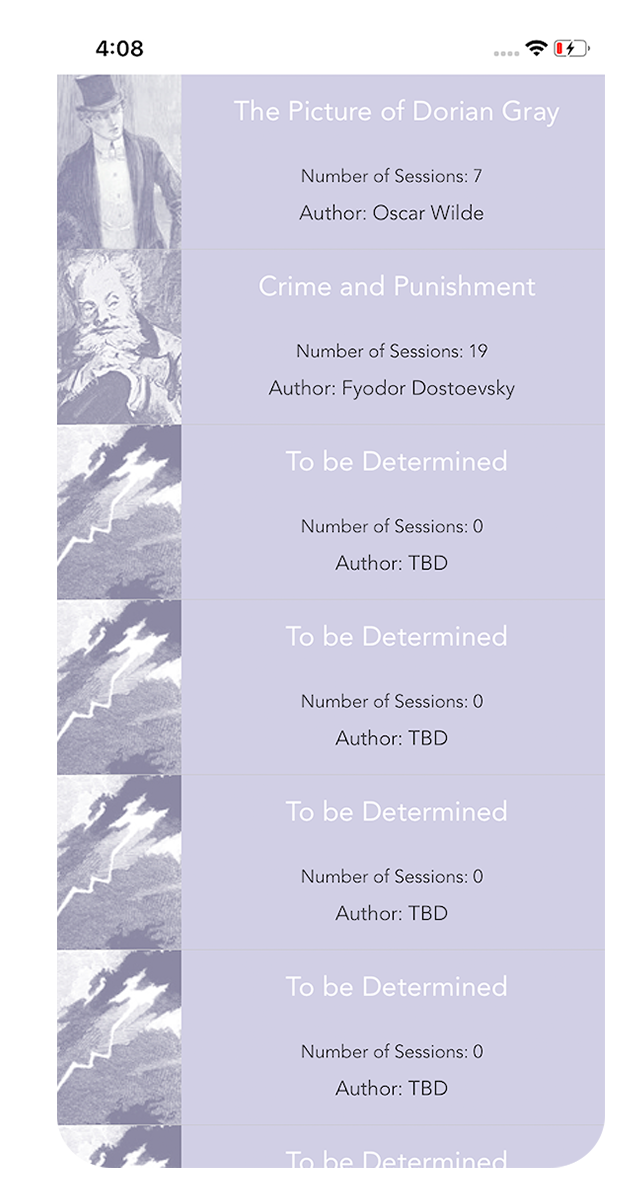 4:08
The Picture of Dorian Gray
Number of Sessions: 7
Author: Oscar Wilde
Crime and Punishment
Number of Sessions: 19
Author: Fyodor Dostoevsky
To be Determined
Number of Sessions: 0
Author: TBD
To be Determined
Number of Sessions: 0
Author: TBD
To be Determined
Number of Sessions: 0
Author: TBD
To be Determined
Number of Sessions: 0
Author: TBD
To be Determined